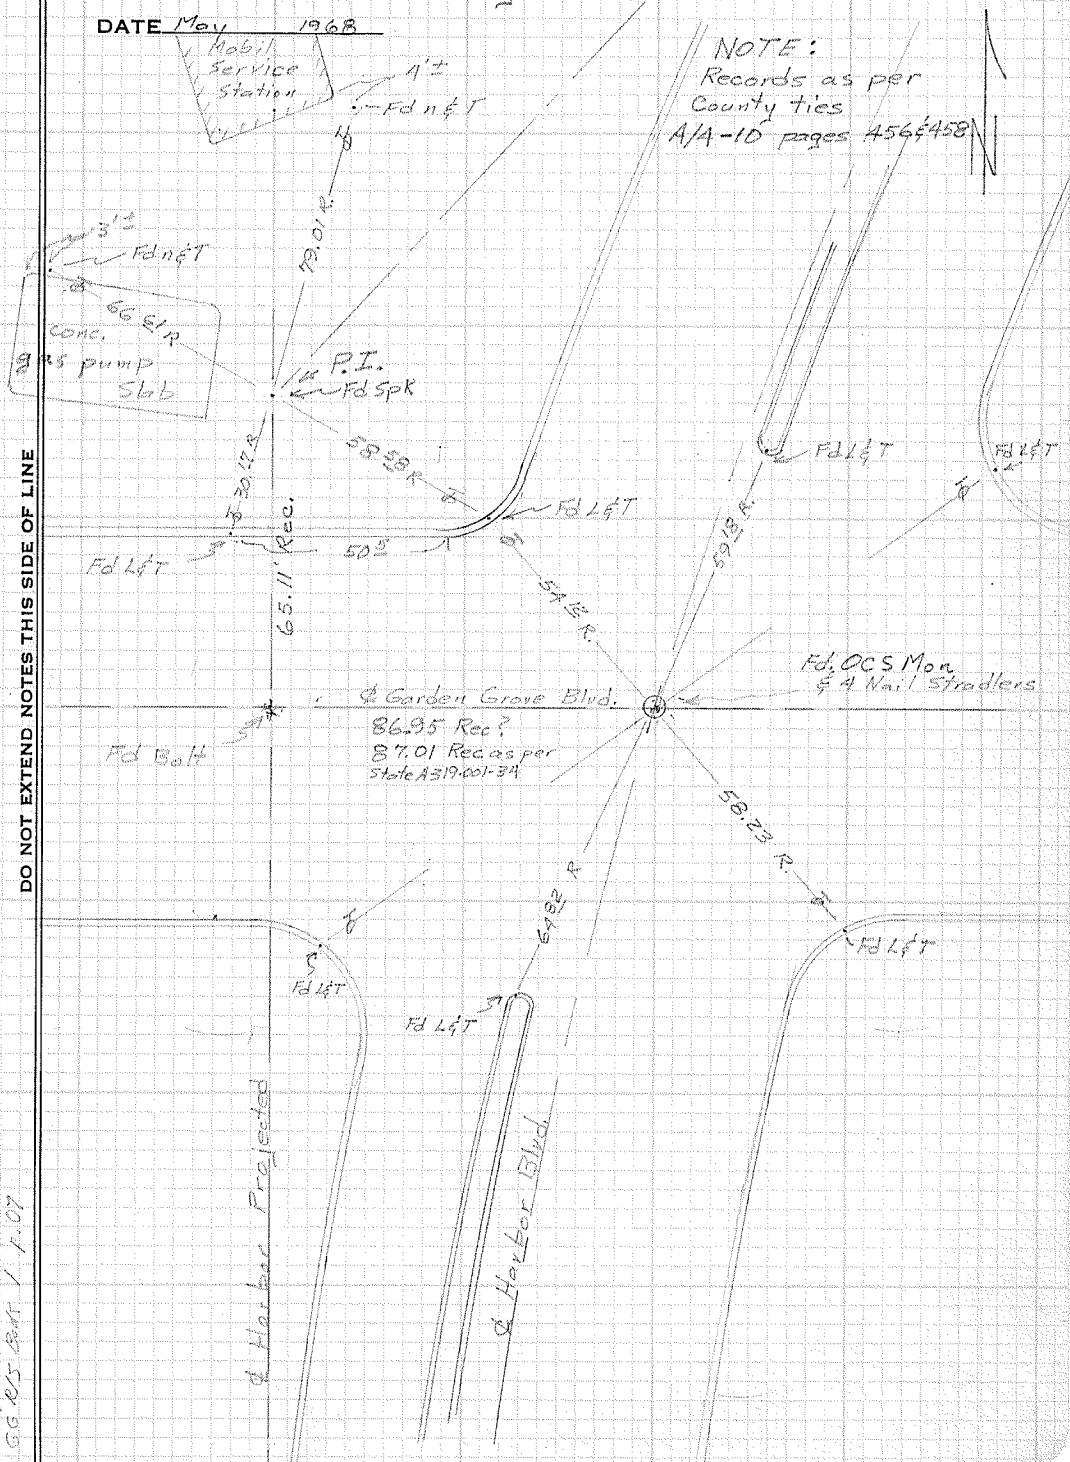 DATE May 1968
Mobil
Service
Station
4'±
Fd n&T
NOTE:
Records as per
County ties
A/A-10 pages 456&458
N
79.01 R.
3'±
Fd n&T
66 61 R
conc.
gas pump
Slab
P.I.
Fd Spk
58 58 R
Fd L&T
Fd L&T
Fd L&T
30.17 R
50 5
Fd L&T
65.11' Rec.
59 18 R.
54 12 R.
Fd. OCS Mon
& 4 Nail Stradlers
℄ Garden Grove Blvd.
86.95 Rec?
87.01 Rec as per
State A319.001-34
Fd Bolt
58.23 R.
64 82 R
Fd L&T
Fd L&T
Fd L&T
℄ Harbor Projected
℄ Harbor Blvd.
DO NOT EXTEND NOTES THIS SIDE OF LINE